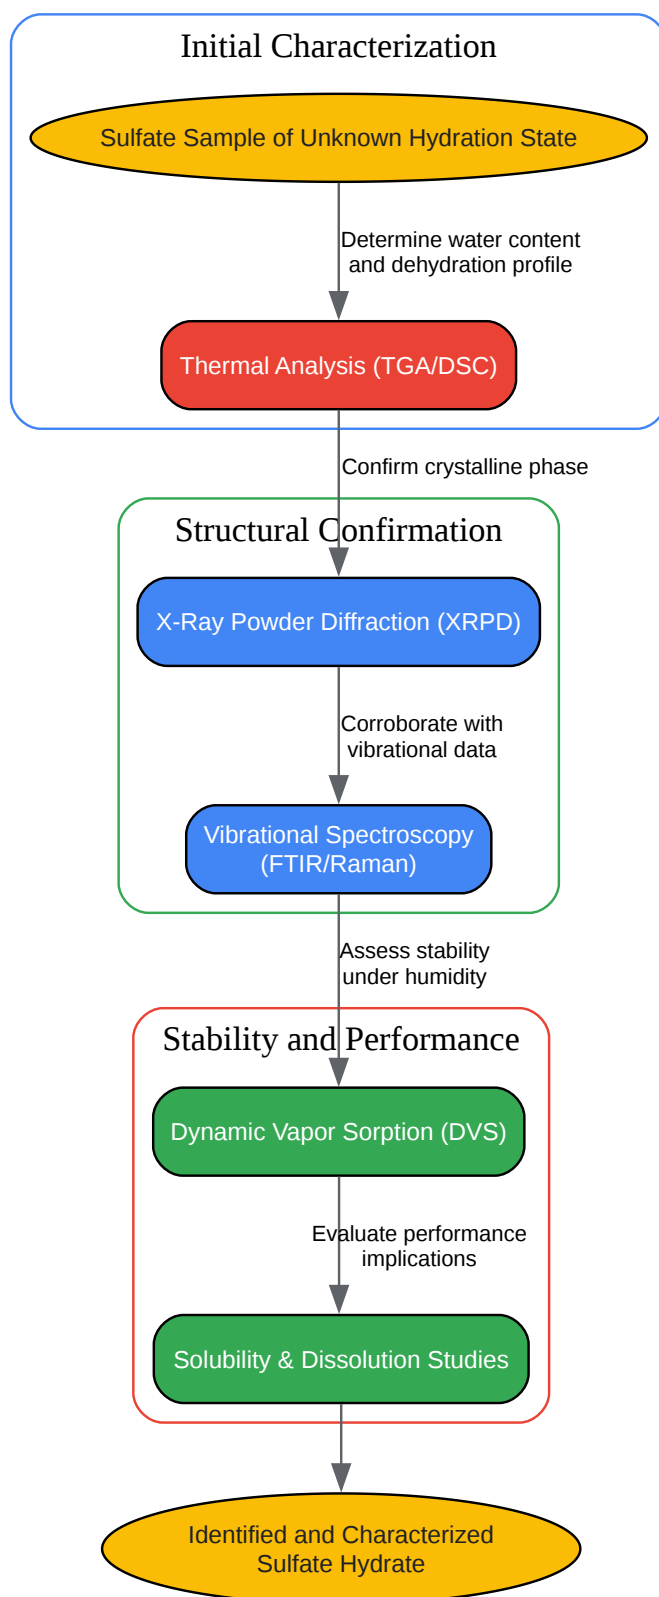 Initial Characterization
Sulfate Sample of Unknown Hydration State
Determine water content
and dehydration profile
Thermal Analysis (TGA/DSC)
Confirm crystalline phase
Structural Confirmation
X-Ray Powder Diffraction (XRPD)
Corroborate with
vibrational data
Vibrational Spectroscopy
(FTIR/Raman)
Assess stability
under humidity
Stability and Performance
Dynamic Vapor Sorption (DVS)
Evaluate performance
implications
Solubility & Dissolution Studies
Identified and Characterized
Sulfate Hydrate